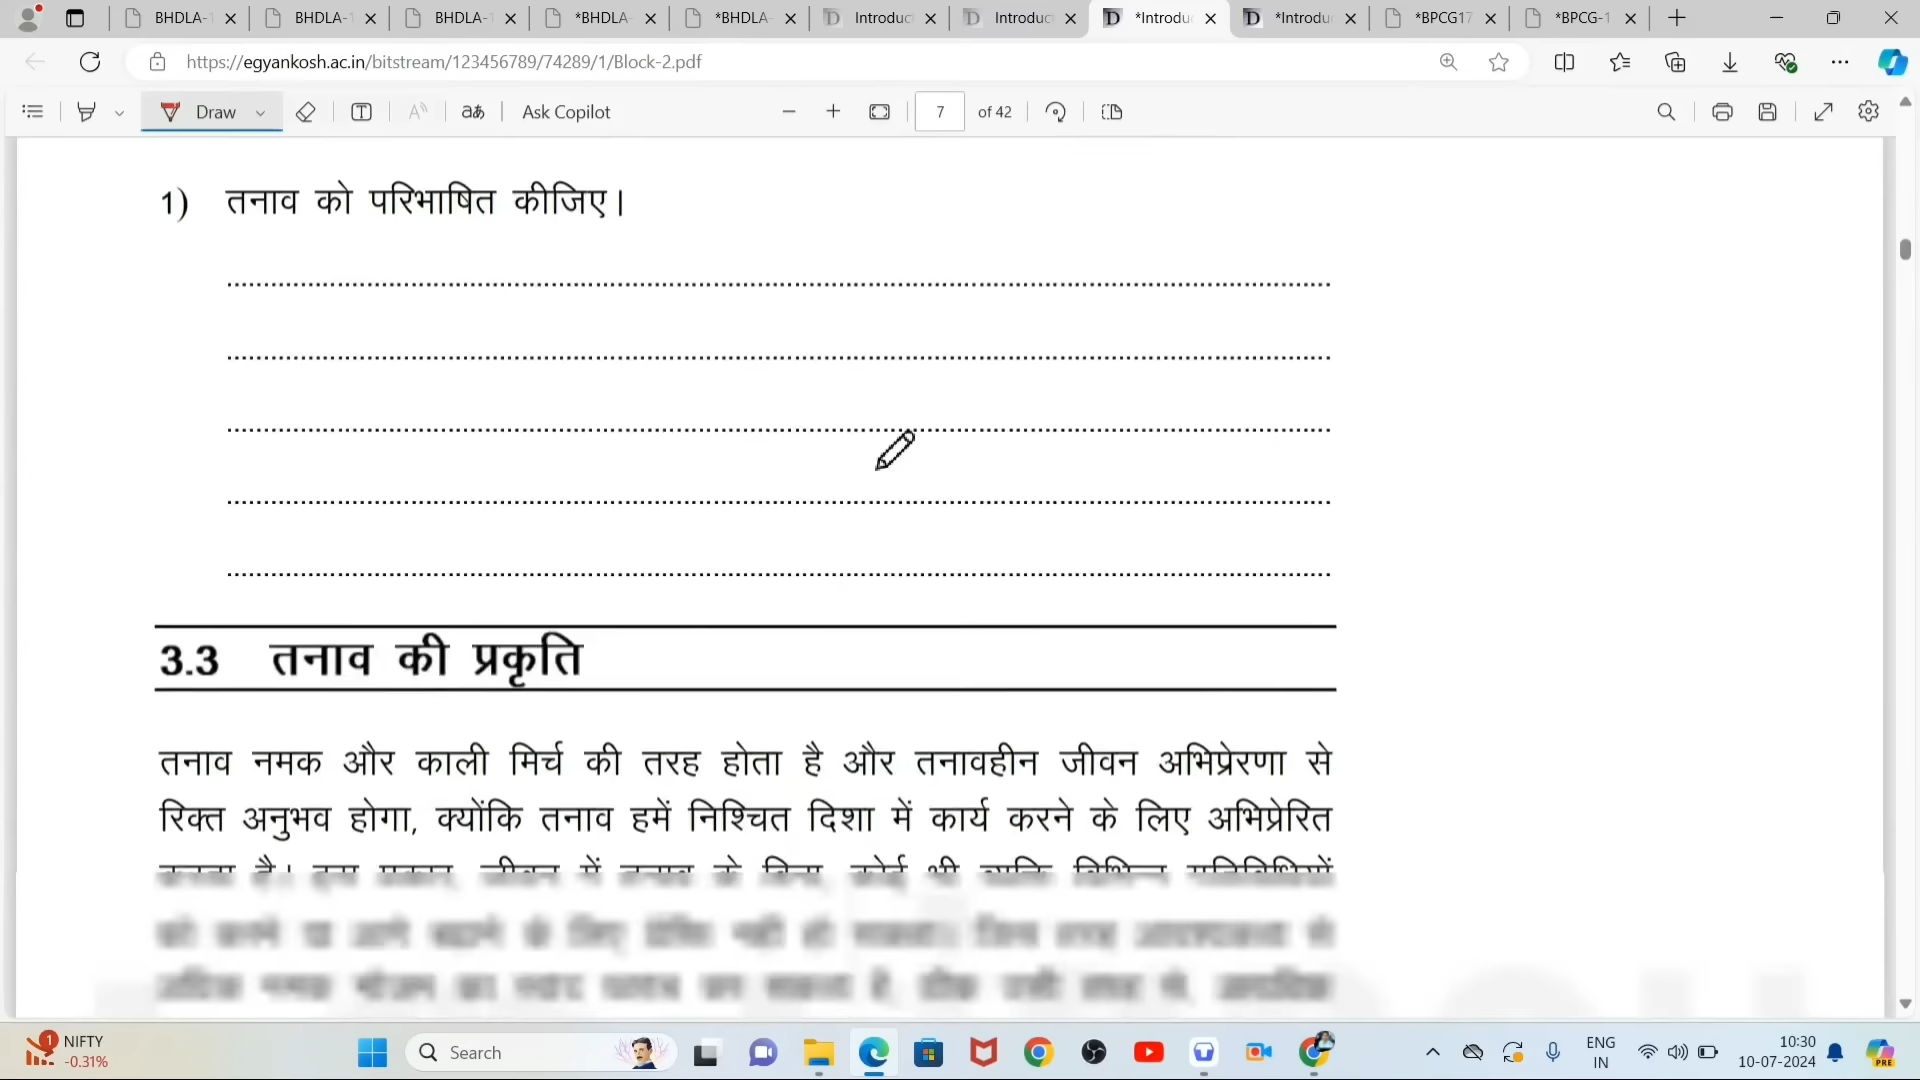 BHDLA-1
BHDLA-1
BHDLA-1
*BHDLA-
*BHDLA-
Introduc
Introduc
*Introdu
*Introdu
*BPCG17
*BPCG-1
https://egyankosh.ac.in/bitstream/123456789/74289/1/Block-2.pdf
Draw
Ask Copilot
7 of 42
1) तनाव को परिभाषित कीजिए।
3.3 तनाव की प्रकृति
तनाव नमक और काली मिर्च की तरह होता है और तनावहीन जीवन अभिप्रेरणा से
रिक्त अनुभव होगा, क्योंकि तनाव हमें निश्चित दिशा में कार्य करने के लिए अभिप्रेरित
NIFTY
-0.31%
Search
ENG
IN
10:30
10-07-2024